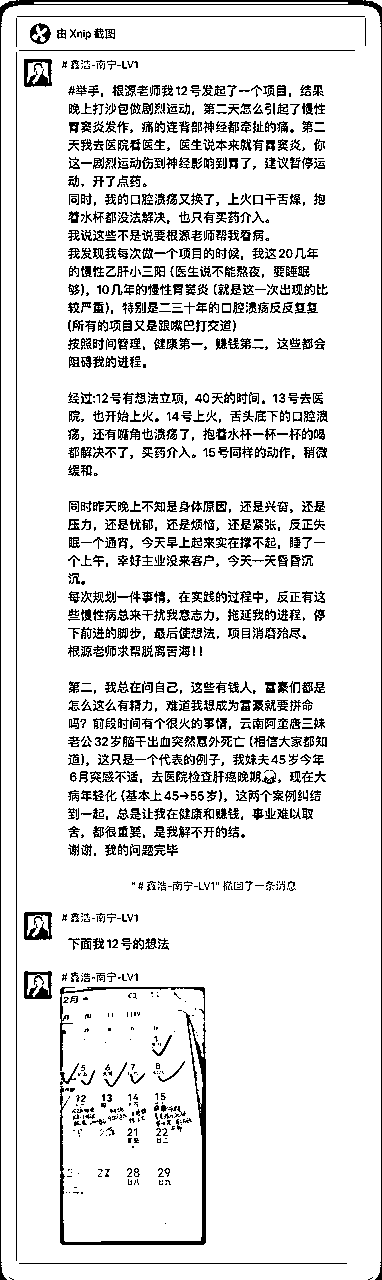 由 Xnip 截图
# 鑫浩-南宁-LV1
#举手，根源老师我12号发起了一个项目，结果
晚上打沙包做剧烈运动，第二天怎么引起了慢性
胃窦炎发作，痛的连背部神经都牵扯的痛。第二
天我去医院看医生，医生说本来就有胃窦炎，你
这一剧烈运动伤到神经影响到胃了，建议暂停运
动，开了点药。
同时，我的口腔溃疡又换了，上火口干舌燥，抱
着水杯都没法解决，也只有买药介入。
我说这些不是说要根源老师帮我看病。
我发现我每次做一个项目的时候，我这20几年
的慢性乙肝小三阳（医生说不能熬夜，要睡眠
够），10几年的慢性胃窦炎（就是这一次出现的比
较严重），特别是二三十年的口腔溃疡反反复复
（所有的项目又是跟嘴巴打交道）
按照时间管理，健康第一，赚钱第二，这些都会
阻碍我的进程。
经过:12号有想法立项，40天的时间。13号去医
院，也开始上火。14号上火，舌头底下的口腔溃
疡，还有嘴角也溃疡了，抱着水杯一杯一杯的喝
都解决不了，买药介入。15号同样的动作，稍微
缓和。
同时昨天晚上不知是身体原因，还是兴奋，还是
压力，还是忧郁，还是烦恼，还是紧张，反正失
眠一个通宵，今天早上起来实在撑不起，睡了一
个上午，幸好主业没来客户，今天一天昏昏沉
沉。
每次规划一件事情，在实践的过程中，反正有这
些慢性病总来干扰我意志力，拖延我的进程，停
下前进的脚步，最后使想法，项目消磨殆尽。
根源老师求帮脱离苦海!!
第二，我总在问自己，这些有钱人，富豪们都是
怎么这么有精力，难道我想成为富豪就要拼命
吗？前段时间有个很火的事情，云南阿奎唐三妹
老公32岁脑干出血突然意外死亡（相信大家都知
道），这只是一个代表的例子，我妹夫45岁今年
6月突感不适，去医院检查肝癌晚期，现在大
病年轻化（基本上45→55岁），这两个案例纠结
到一起，总是让我在健康和赚钱，事业难以取
舍，都很重要，是我解不开的结。
谢谢，我的问题完毕
"# 鑫浩-南宁-LV1" 撤回了一条消息
# 鑫浩-南宁-LV1
下面我12号的想法
# 鑫浩-南宁-LV1
2月
5 6 7 8
12 13 14 15
21 22
28 29